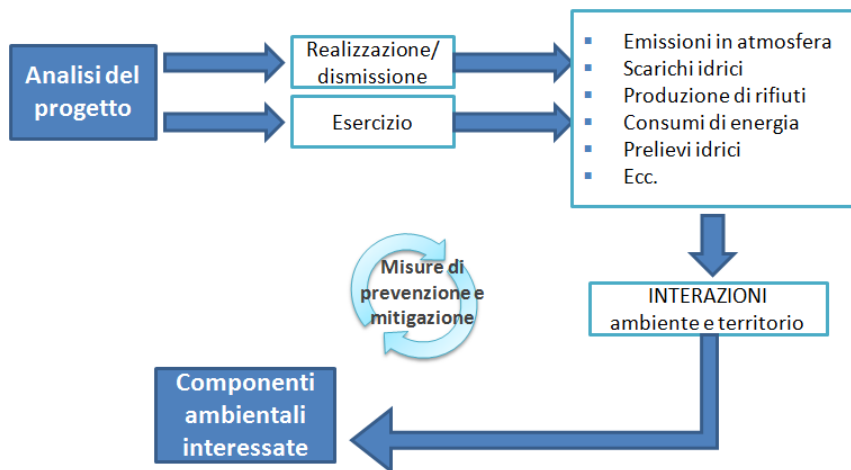 Analisi del
progetto
Realizzazione/
dismissione
Esercizio
Emissioni in atmosfera
Scarichi idrici
Produzione di rifiuti
Consumi di energia
Prelievi idrici
Ecc.
Misure di
prevenzione e
mitigazione
INTERAZIONI
ambiente e territorio
Componenti
ambientali
interessate